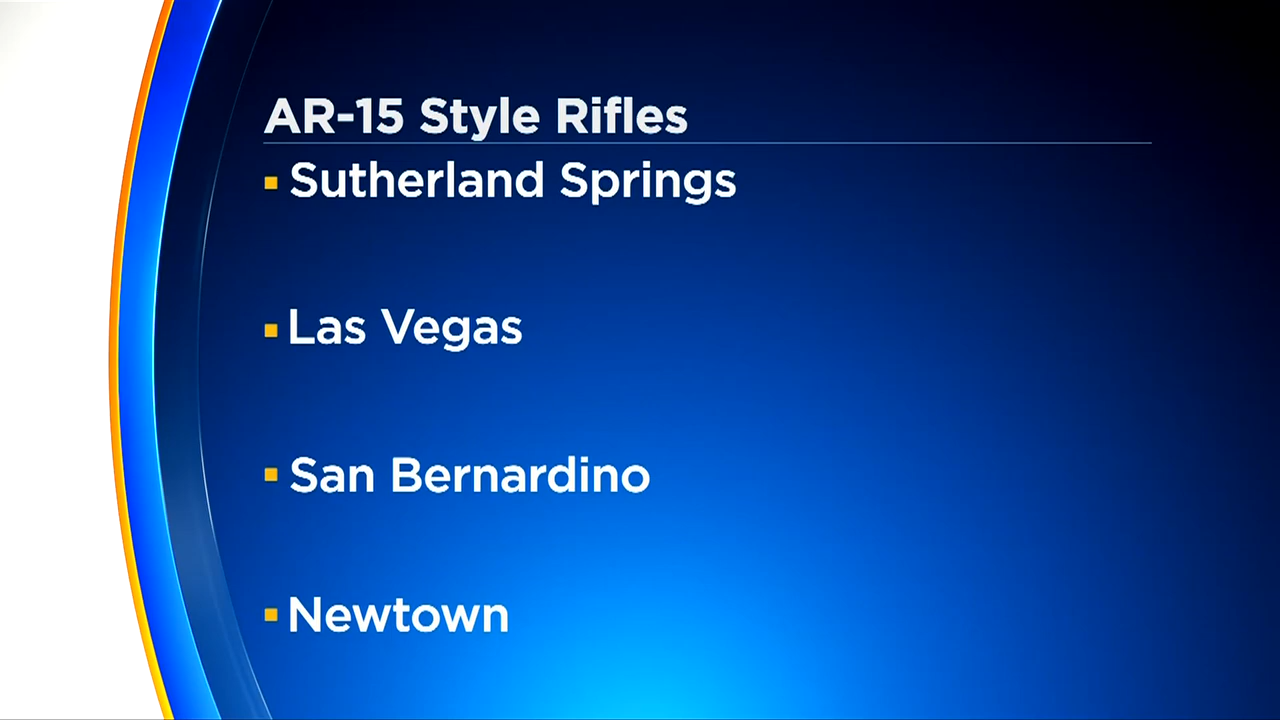 AR-15 Style Rifles
Sutherland Springs
Las Vegas
San Bernardino
Newtown